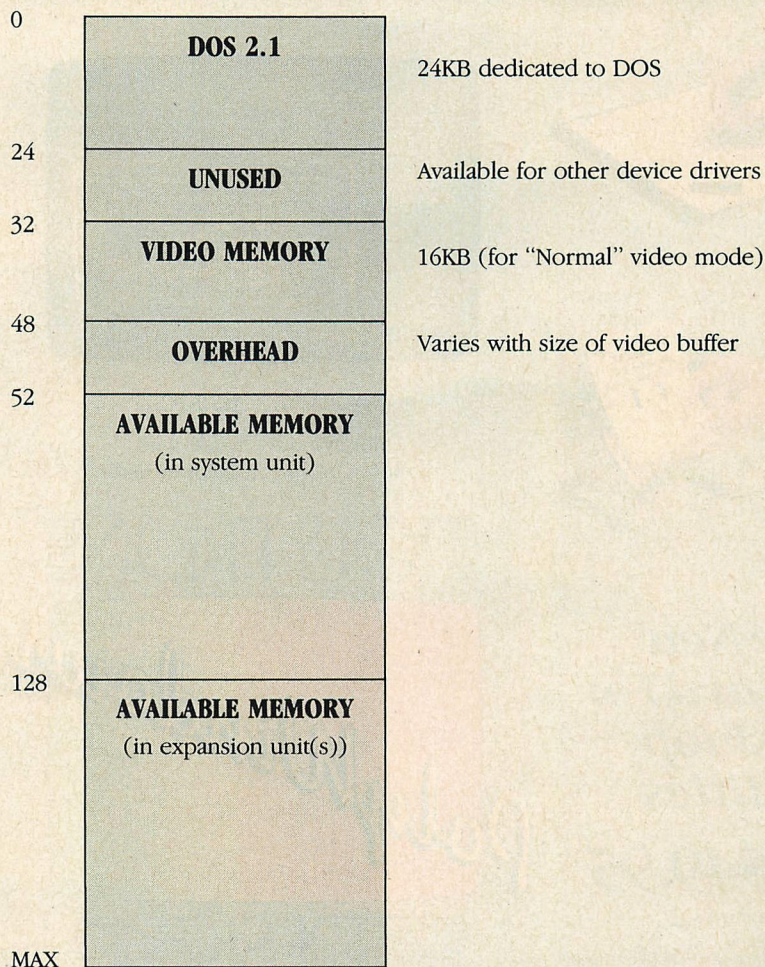 0
DOS 2.1
24KB dedicated to DOS
24
UNUSED
Available for other device drivers
32
VIDEO MEMORY
16KB (for “Normal” video mode)
48
OVERHEAD
Varies with size of video buffer
52
AVAILABLE MEMORY
(in system unit)
128
AVAILABLE MEMORY
(in expansion unit(s))
MAX